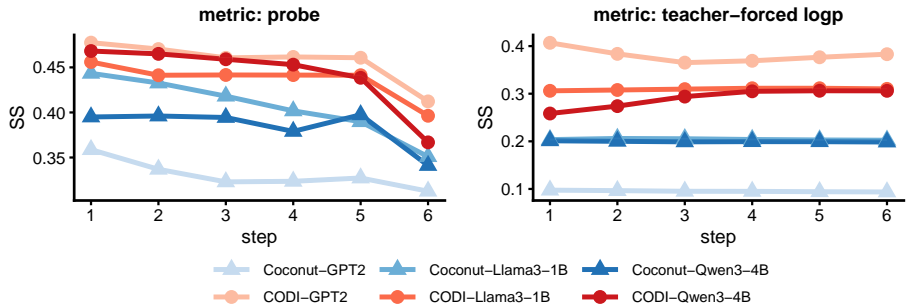 metric: probe
metric: teacher−forced logp
SS
0.45
0.40
0.35
1 2 3 4 5 6
step
SS
0.4
0.3
0.2
0.1
1 2 3 4 5 6
step
Coconut−GPT2 Coconut−Llama3−1B Coconut−Qwen3−4B
CODI−GPT2 CODI−Llama3−1B CODI−Qwen3−4B